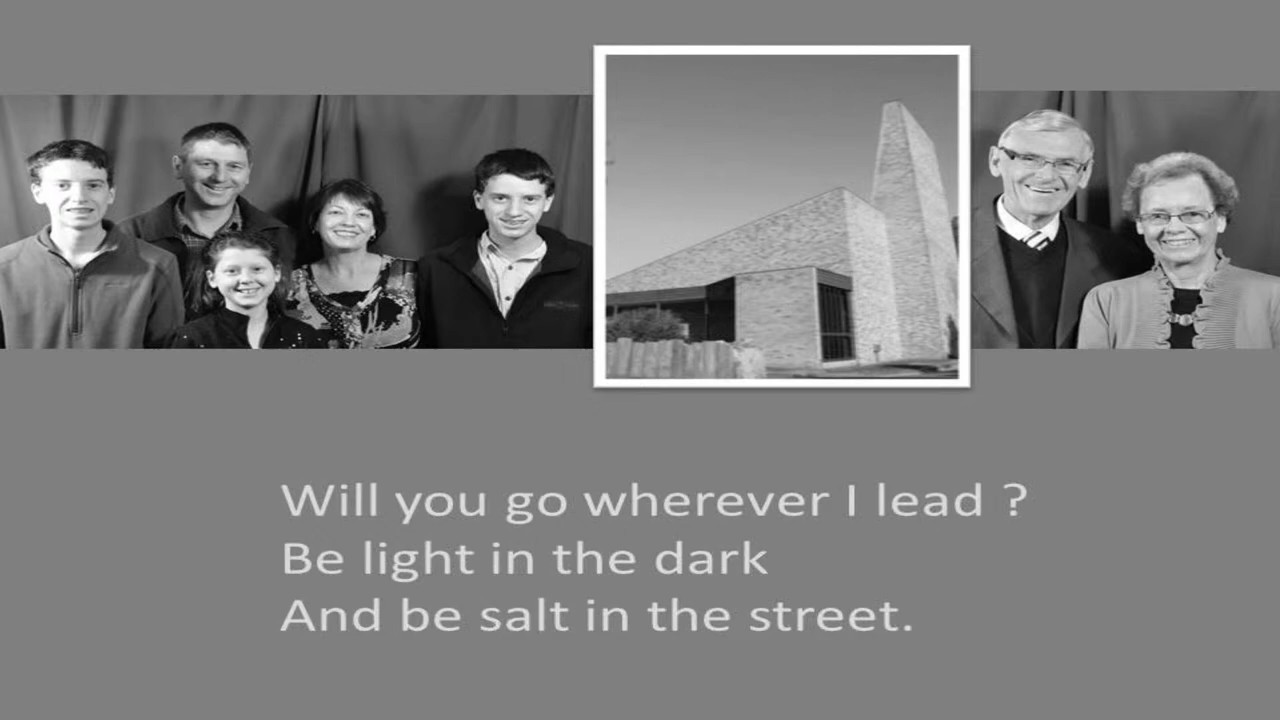 Will you go wherever I lead ?
Be light in the dark
And be salt in the street.